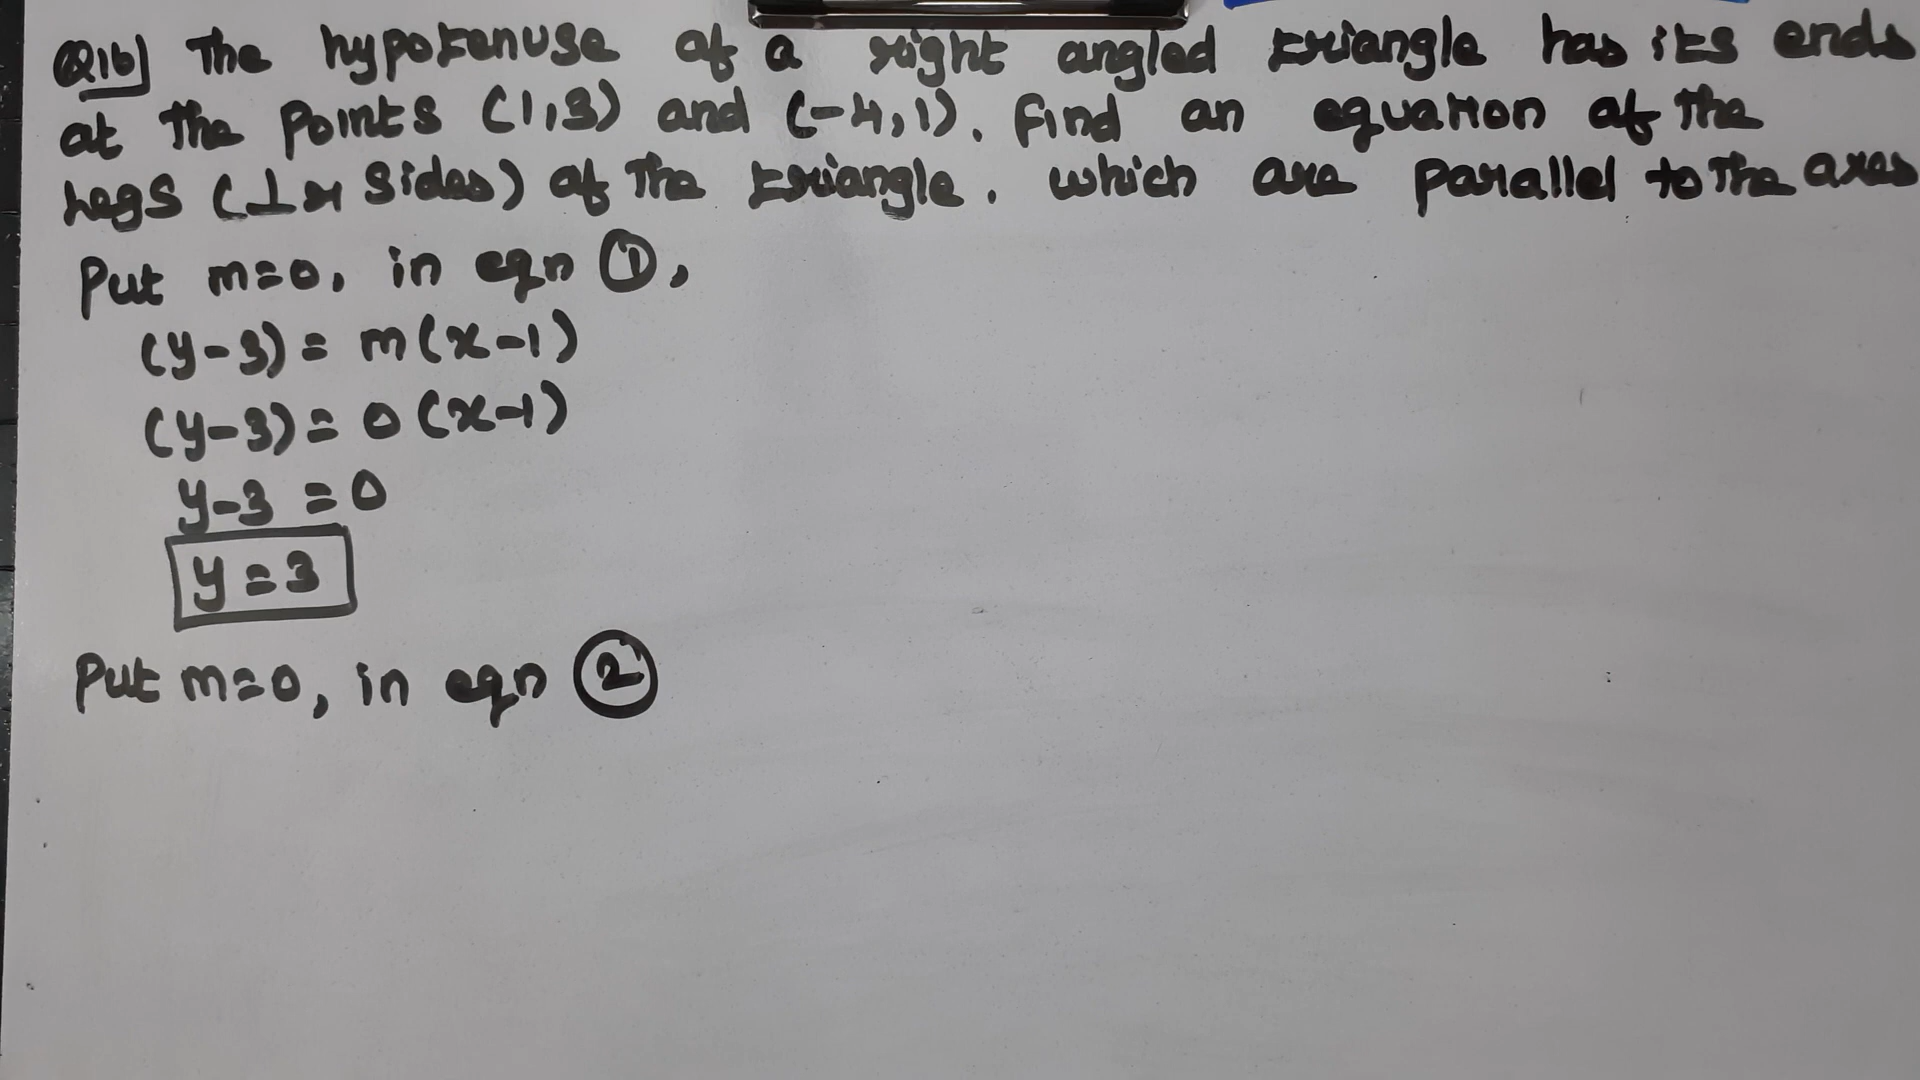 Q16) The hypotenuse of a right angled triangle has its ends
at the points (1,3) and (-4,1). Find an equation of the
legs (⊥r sides) of the triangle. which are parallel to the axes
Put m=0, in eqn ①,
(y-3) = m(x-1)
(y-3) = 0(x-1)
y-3 = 0
y = 3
Put m=0, in eqn ②